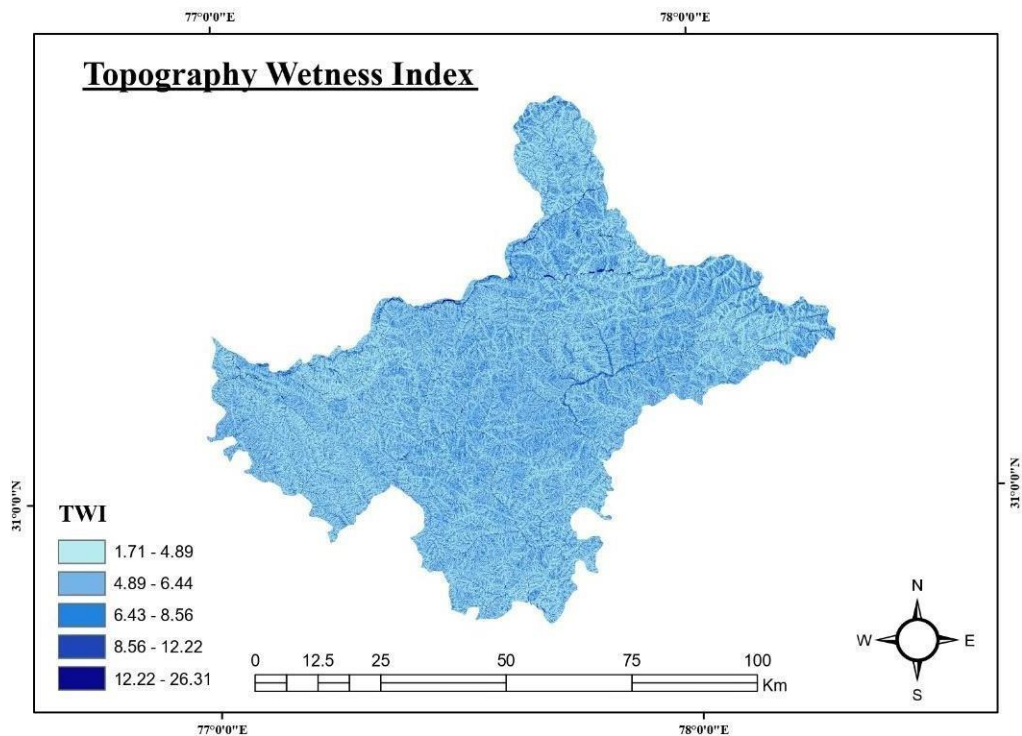 77°0'0"E 78°0'0"E
Topography Wetness Index
31°0'0"N
31°0'0"N
TWI
1.71 - 4.89
4.89 - 6.44
6.43 - 8.56
8.56 - 12.22
12.22 - 26.31
0 12.5 25 50 75 100
Km
N
W E
S
77°0'0"E 78°0'0"E